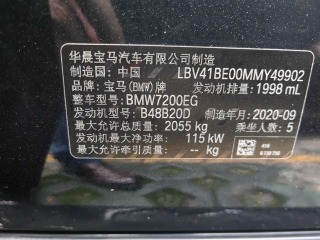 华晨宝马汽车有限公司制造
制造国：中国 LBV41BE00MMY49902
品牌：宝马(BMW)牌 发动机排量：1998 mL
整车型号：BMW7200EG
发动机型号：B48B20D 制造年月：2020-09
最大允许总质量：2055 kg 乘坐人数：5
发动机最大净功率：115 kW
最大允许牵引质量：-- kg